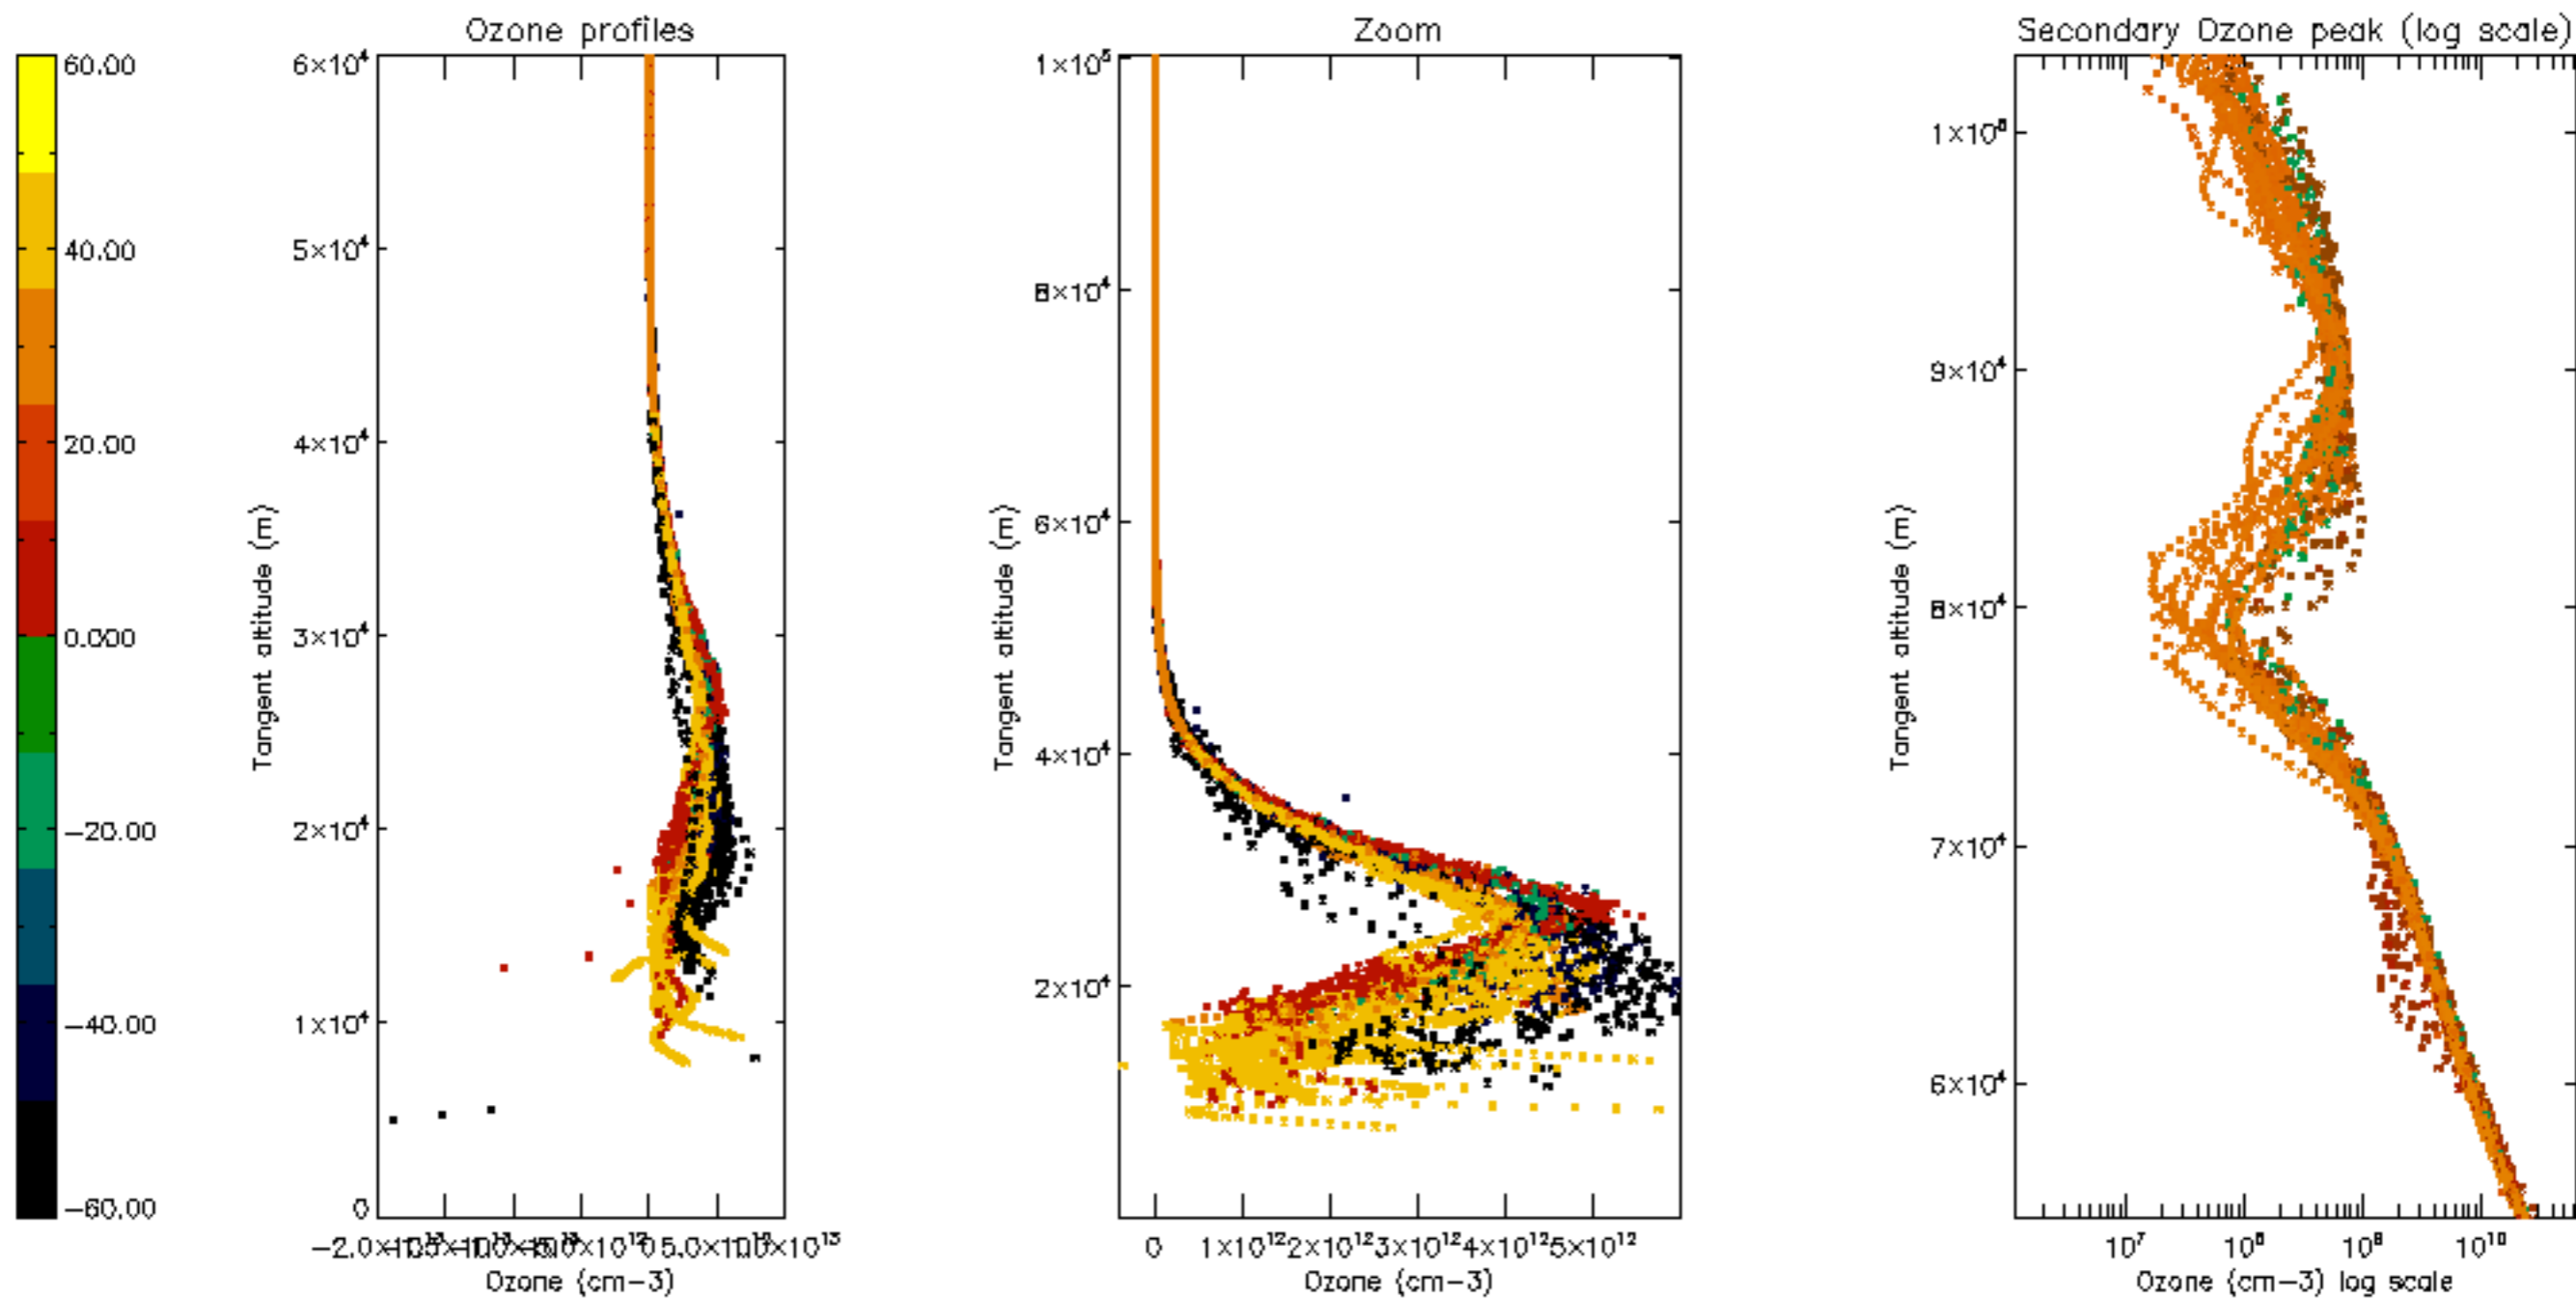 Ozone profiles
Zoom
Secondary Ozone peak (log scale)
60.00
40.00
20.00
0.000
−20.00
−40.00
−60.00
6×10⁴
5×10⁴
4×10⁴
3×10⁴
2×10⁴
1×10⁴
0
Tangent altitude (m)
Ozone (cm−3)
1×10⁵
8×10⁴
6×10⁴
4×10⁴
2×10⁴
Tangent altitude (m)
0 1×10¹² 2×10¹² 3×10¹² 4×10¹² 5×10¹²
Ozone (cm−3)
9×10⁴
8×10⁴
7×10⁴
6×10⁴
Tangent altitude (m)
10⁷ 10⁸ 10⁹ 10¹⁰
Ozone (cm−3) log scale